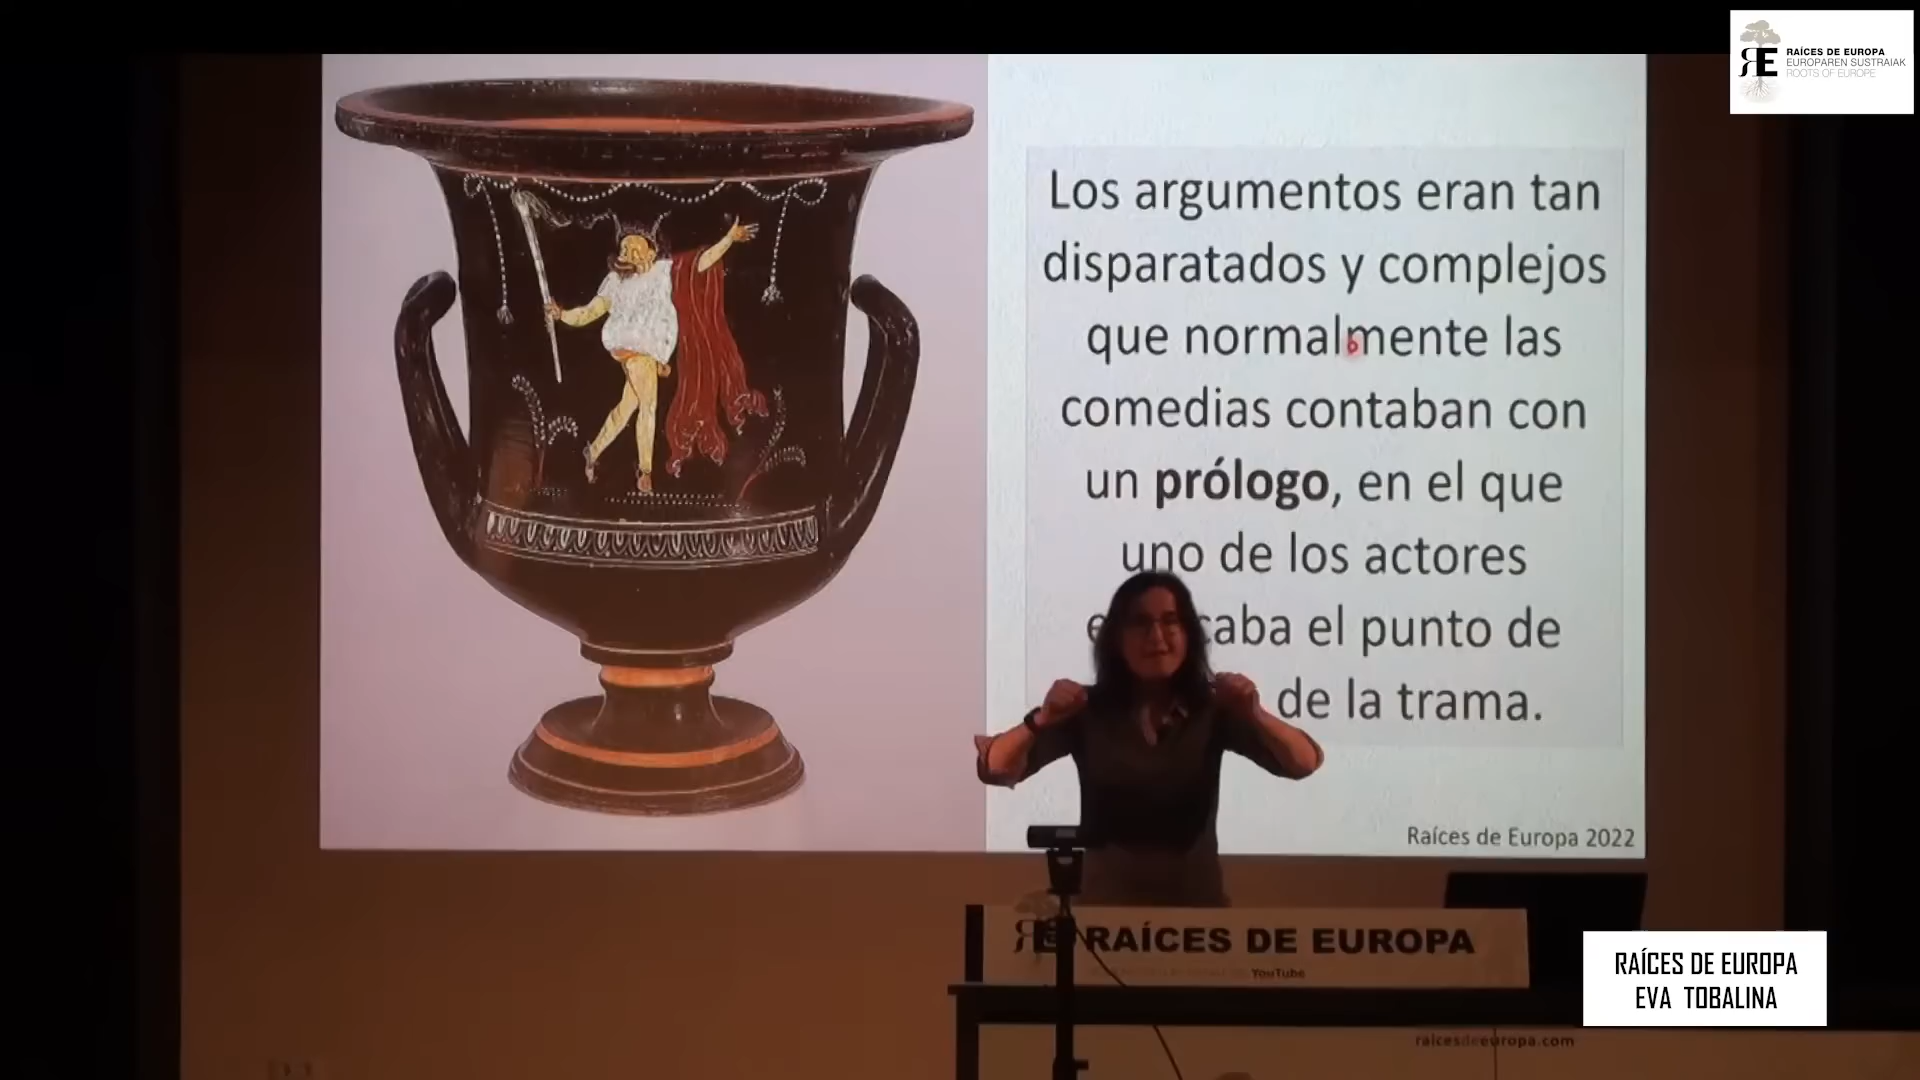 RAÍCES DE EUROPA
EUROPAREN SUSTRAIAK
ROOTS OF EUROPE
Los argumentos eran tan
disparatados y complejos
que normalmente las
comedias contaban con
un prólogo, en el que
uno de los actores
el punto de
de la trama.
Raíces de Europa 2022
RAÍCES DE EUROPA
YouTube
RAÍCES DE EUROPA
EVA TOBALINA
raicesdeeuropa.com